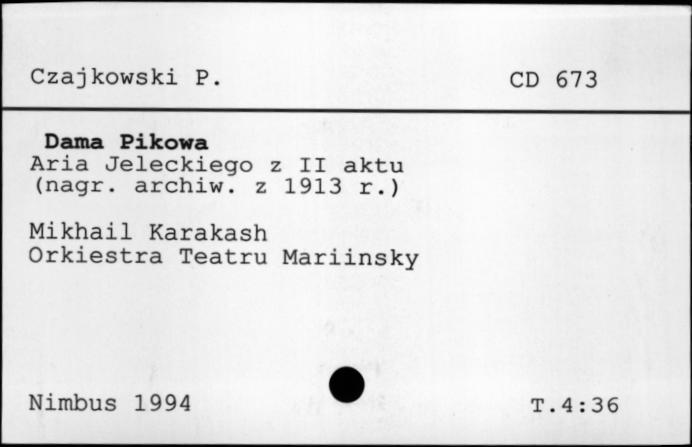 Czajkowski P. CD 673
Dama Pikowa
Aria Jeleckiego z II aktu
(nagr. archiw. z 1913 r.)
Mikhail Karakash
Orkiestra Teatru Mariinsky
Nimbus 1994 T.4:36